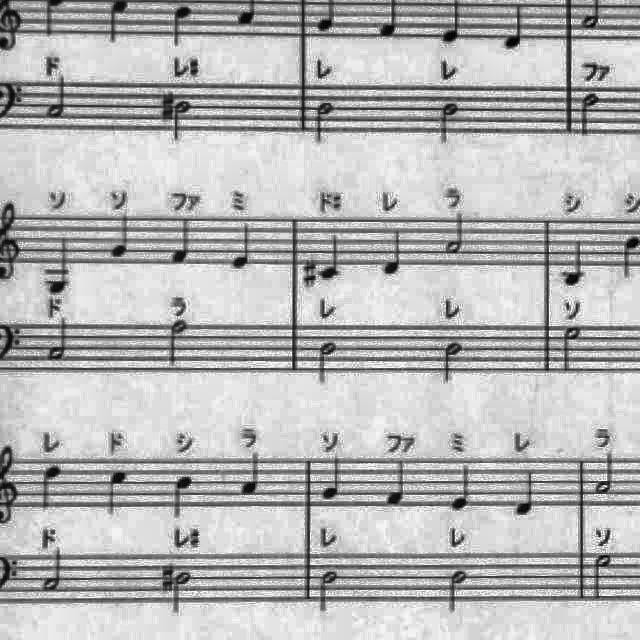 ド レ# レ レ ファ
ソ ソ ファ ミ ド# レ ラ シ シ
ド ラ レ レ ソ
レ ド シ ラ ソ ファ ミ レ ラ
ド レ# レ レ ソ